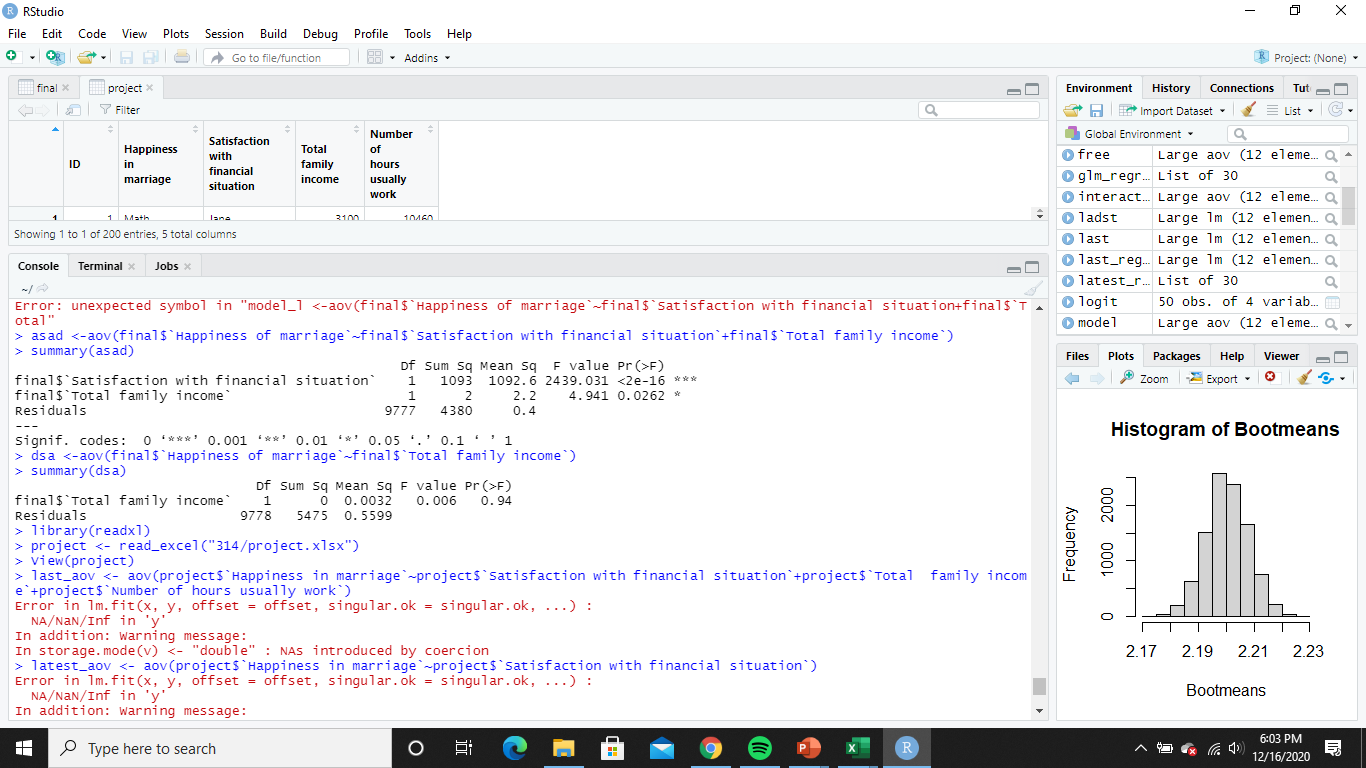 RStudio
File Edit Code View Plots Session Build Debug Profile Tools Help
Go to file/function Addins Project: (None)
final project
Filter
ID Happiness in marriage Satisfaction with financial situation Total family income Number of hours usually work
1 1 Math Jane 3100 10460
Showing 1 to 1 of 200 entries, 5 total columns
Console Terminal Jobs
~/
Error: unexpected symbol in "model_l <-aov(final$`Happiness of marriage`~final$`Satisfaction with financial situation+final$`T
otal"
> asad <-aov(final$`Happiness of marriage`~final$`Satisfaction with financial situation`+final$`Total family income`)
> summary(asad)
Df Sum Sq Mean Sq F value Pr(>F)
final$`Satisfaction with financial situation` 1 1093 1092.6 2439.031 <2e-16 ***
final$`Total family income` 1 2 2.2 4.941 0.0262 *
Residuals 9777 4380 0.4
---
Signif. codes: 0 ‘***’ 0.001 ‘**’ 0.01 ‘*’ 0.05 ‘.’ 0.1 ‘ ’ 1
> dsa <-aov(final$`Happiness of marriage`~final$`Total family income`)
> summary(dsa)
Df Sum Sq Mean Sq F value Pr(>F)
final$`Total family income` 1 0 0.0032 0.006 0.94
Residuals 9778 5475 0.5599
> library(readxl)
> project <- read_excel("314/project.xlsx")
> View(project)
> last_aov <- aov(project$`Happiness in marriage`~project$`Satisfaction with financial situation`+project$`Total  family incom
e`+project$`Number of hours usually work`)
Error in lm.fit(x, y, offset = offset, singular.ok = singular.ok, ...) :
NA/NaN/Inf in 'y'
In addition: Warning message:
In storage.mode(v) <- "double" : NAs introduced by coercion
> latest_aov <- aov(project$`Happiness in marriage`~project$`Satisfaction with financial situation`)
Error in lm.fit(x, y, offset = offset, singular.ok = singular.ok, ...) :
NA/NaN/Inf in 'y'
In addition: Warning message:
Environment History Connections Tut
Import Dataset List
Global Environment
free Large aov (12 eleme…
glm_regr… List of 30
interact… Large aov (12 eleme…
ladst Large lm (12 elemen…
last Large lm (12 elemen…
last_reg… Large lm (12 elemen…
latest_r… List of 30
logit 50 obs. of 4 variab…
model Large aov (12 eleme…
Files Plots Packages Help Viewer
Zoom Export
Histogram of Bootmeans
Frequency
0 1000 2000
2.17 2.19 2.21 2.23
Bootmeans
Type here to search
6:03 PM
12/16/2020